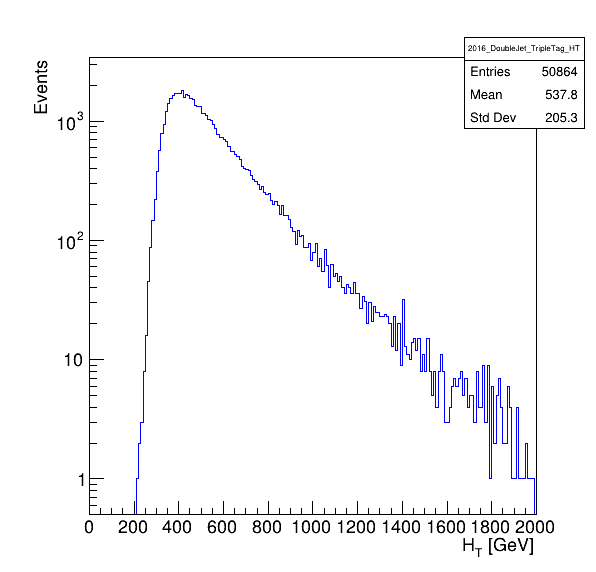 2016_DoubleJet_TripleTag_HT
Entries 50864
Mean 537.8
Std Dev 205.3
Events
10³
10²
10
1
0 200 400 600 800 1000 1200 1400 1600 1800 2000
H_T [GeV]